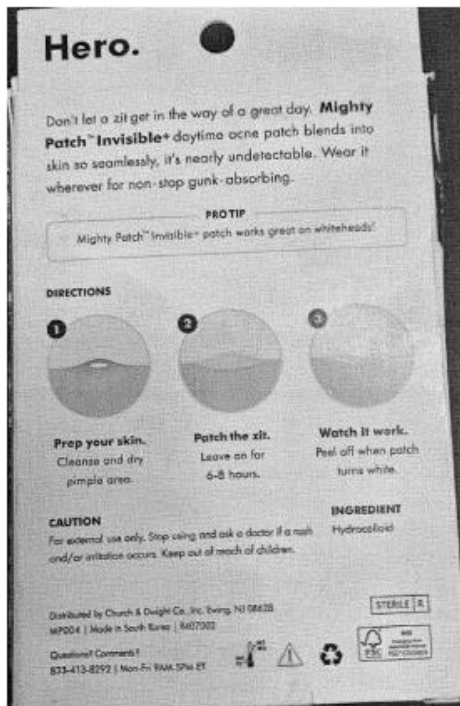 Hero.
Don't let a zit get in the way of a great day. Mighty
Patch™ Invisible+ daytime acne patch blends into
skin so seamlessly, it's nearly undetectable. Wear it
wherever for non-stop gunk-absorbing.
PRO TIP
Mighty Patch™ Invisible+ patch works great on whiteheads!
DIRECTIONS
1 2 3
Prep your skin. Patch the zit. Watch it work.
Cleanse and dry Leave on for Peel off when patch
pimple area. 6-8 hours. turns white.
CAUTION
For external use only. Stop using and ask a doctor if a rash
and/or irritation occurs. Keep out of reach of children.
INGREDIENT
Hydrocolloid
Distributed by Church & Dwight Co., Inc. Ewing, NJ 08628
MP004 | Made in South Korea | R407002
Questions? Comments?
833-413-8292 | Mon-Fri 9AM-5PM ET
STERILE R
FSC